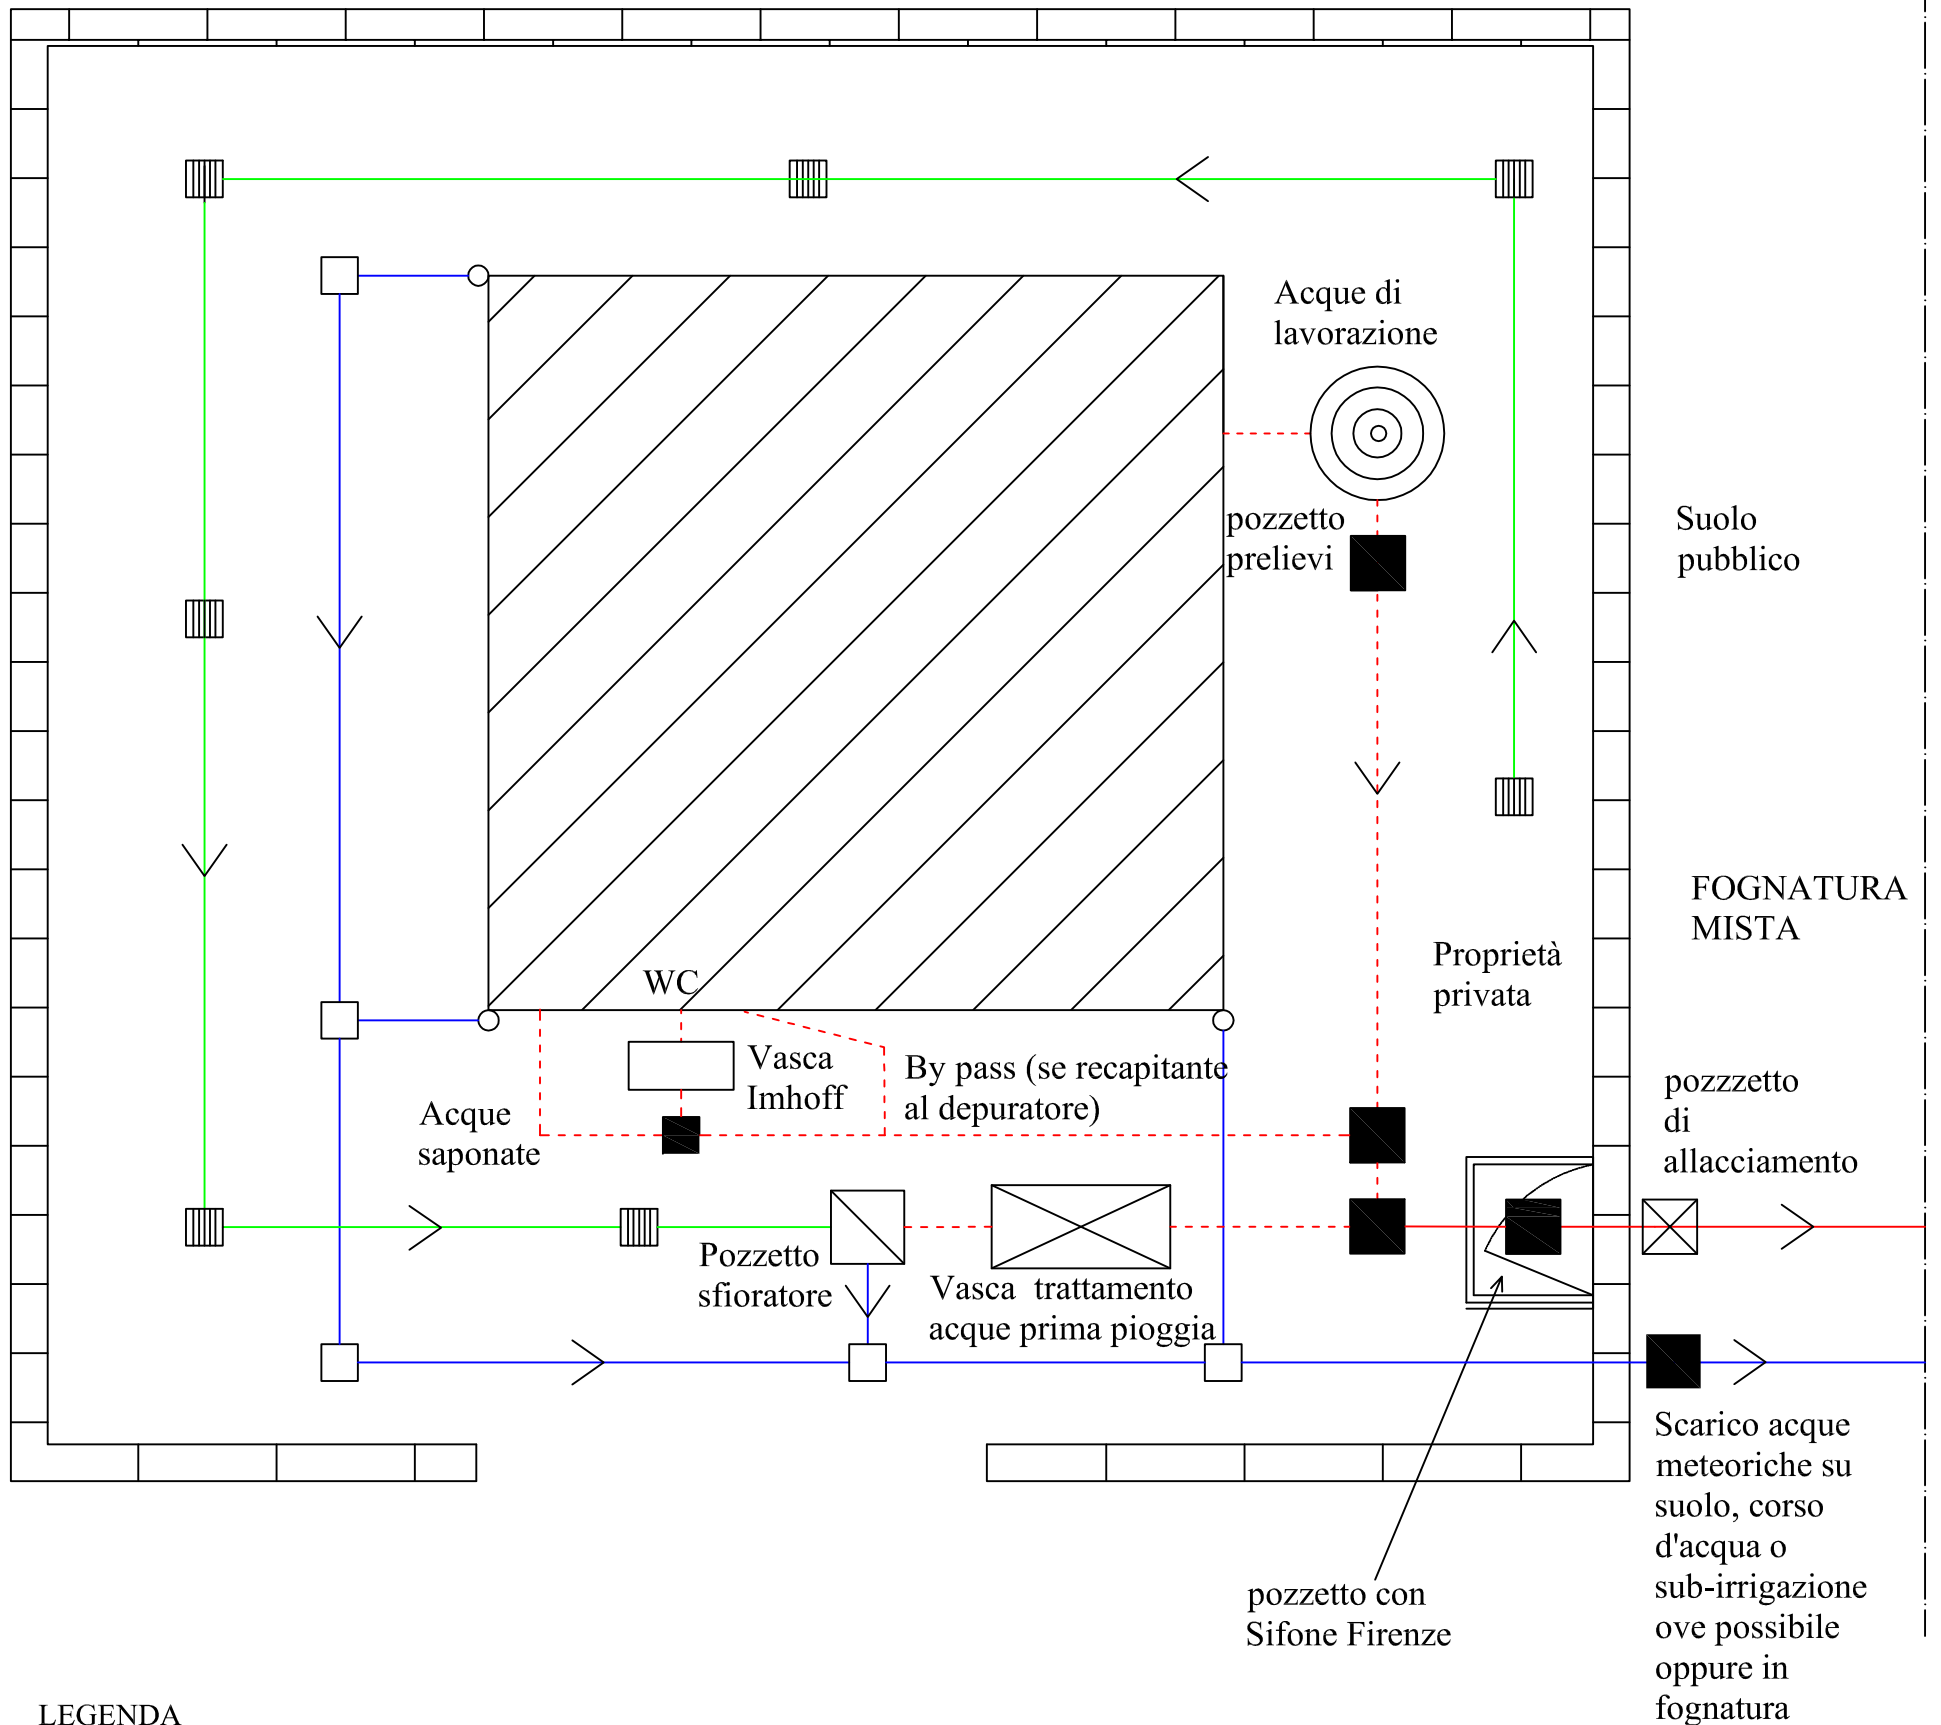 Acque di
lavorazione
pozzetto
prelievi
Suolo
pubblico
FOGNATURA
MISTA
Proprietà
privata
WC
Vasca
Imhoff
By pass (se recapitante
al depuratore)
Acque
saponate
pozzzetto
di
allacciamento
Pozzetto
sfioratore
Vasca trattamento
acque prima pioggia
Scarico acque
meteoriche su
suolo, corso
d'acqua o
sub-irrigazione
ove possibile
oppure in
fognatura
pozzetto con
Sifone Firenze
LEGENDA